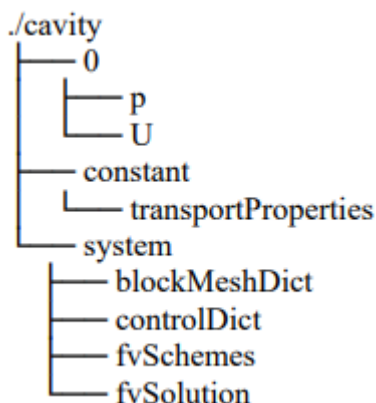 ./cavity
0
p
U
constant
transportProperties
system
blockMeshDict
controlDict
fvSchemes
fvSolution